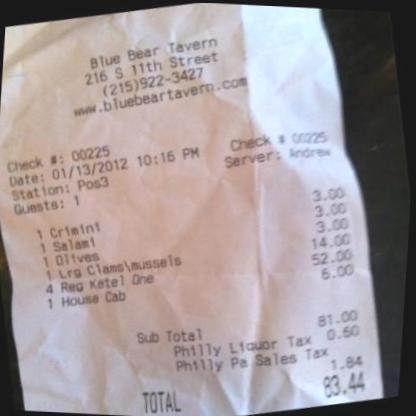 Blue Bear Tavern
216 S 11th Street
(215)922-3427
www.bluebeartavern.com
Check #: 00225 Check # 00225
Date: 01/13/2012 10:16 PM Server: Andrew
Station: Pos3
Guests: 1
1 Crimini 3.00
1 Salami 3.00
1 Olives 3.00
1 Lrg Clams\mussels 14.00
4 Reg Ketel One 52.00
1 House Cab 6.00
Sub Total 81.00
Philly Liquor Tax 0.60
Philly Pa Sales Tax 1.84
TOTAL 83.44